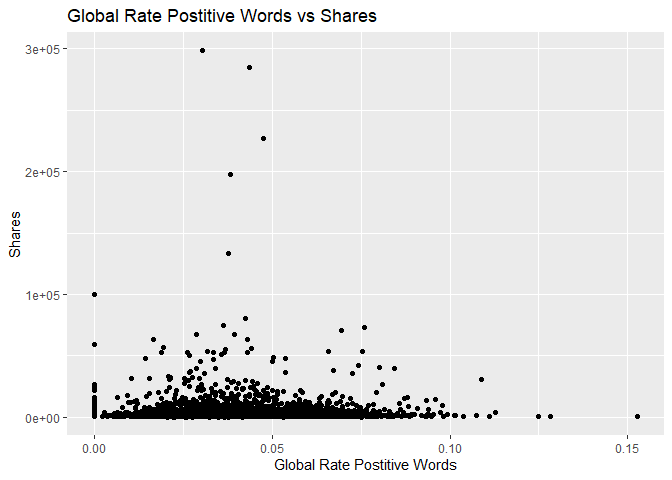 Global Rate Postitive Words vs Shares
3e+05
2e+05
1e+05
0e+00
Shares
0.00
0.05
0.10
0.15
Global Rate Postitive Words